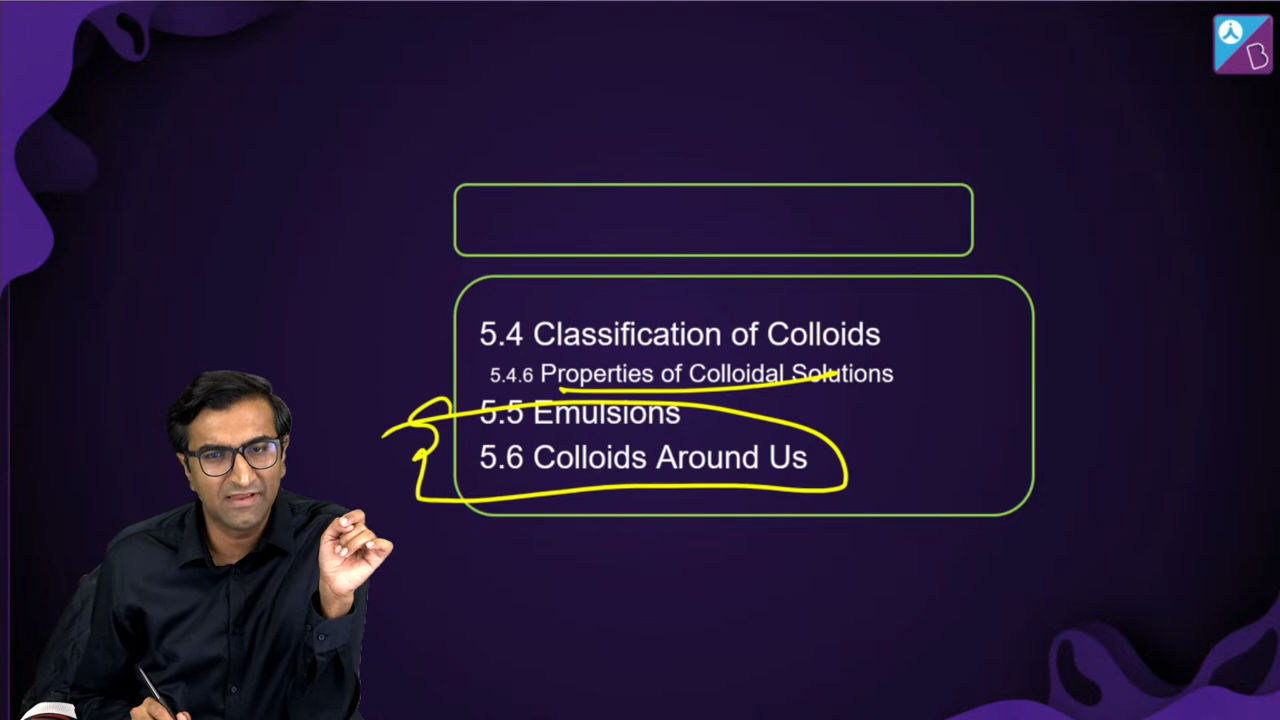 5.4 Classification of Colloids
5.4.6 Properties of Colloidal Solutions
5.5 Emulsions
5.6 Colloids Around Us
B